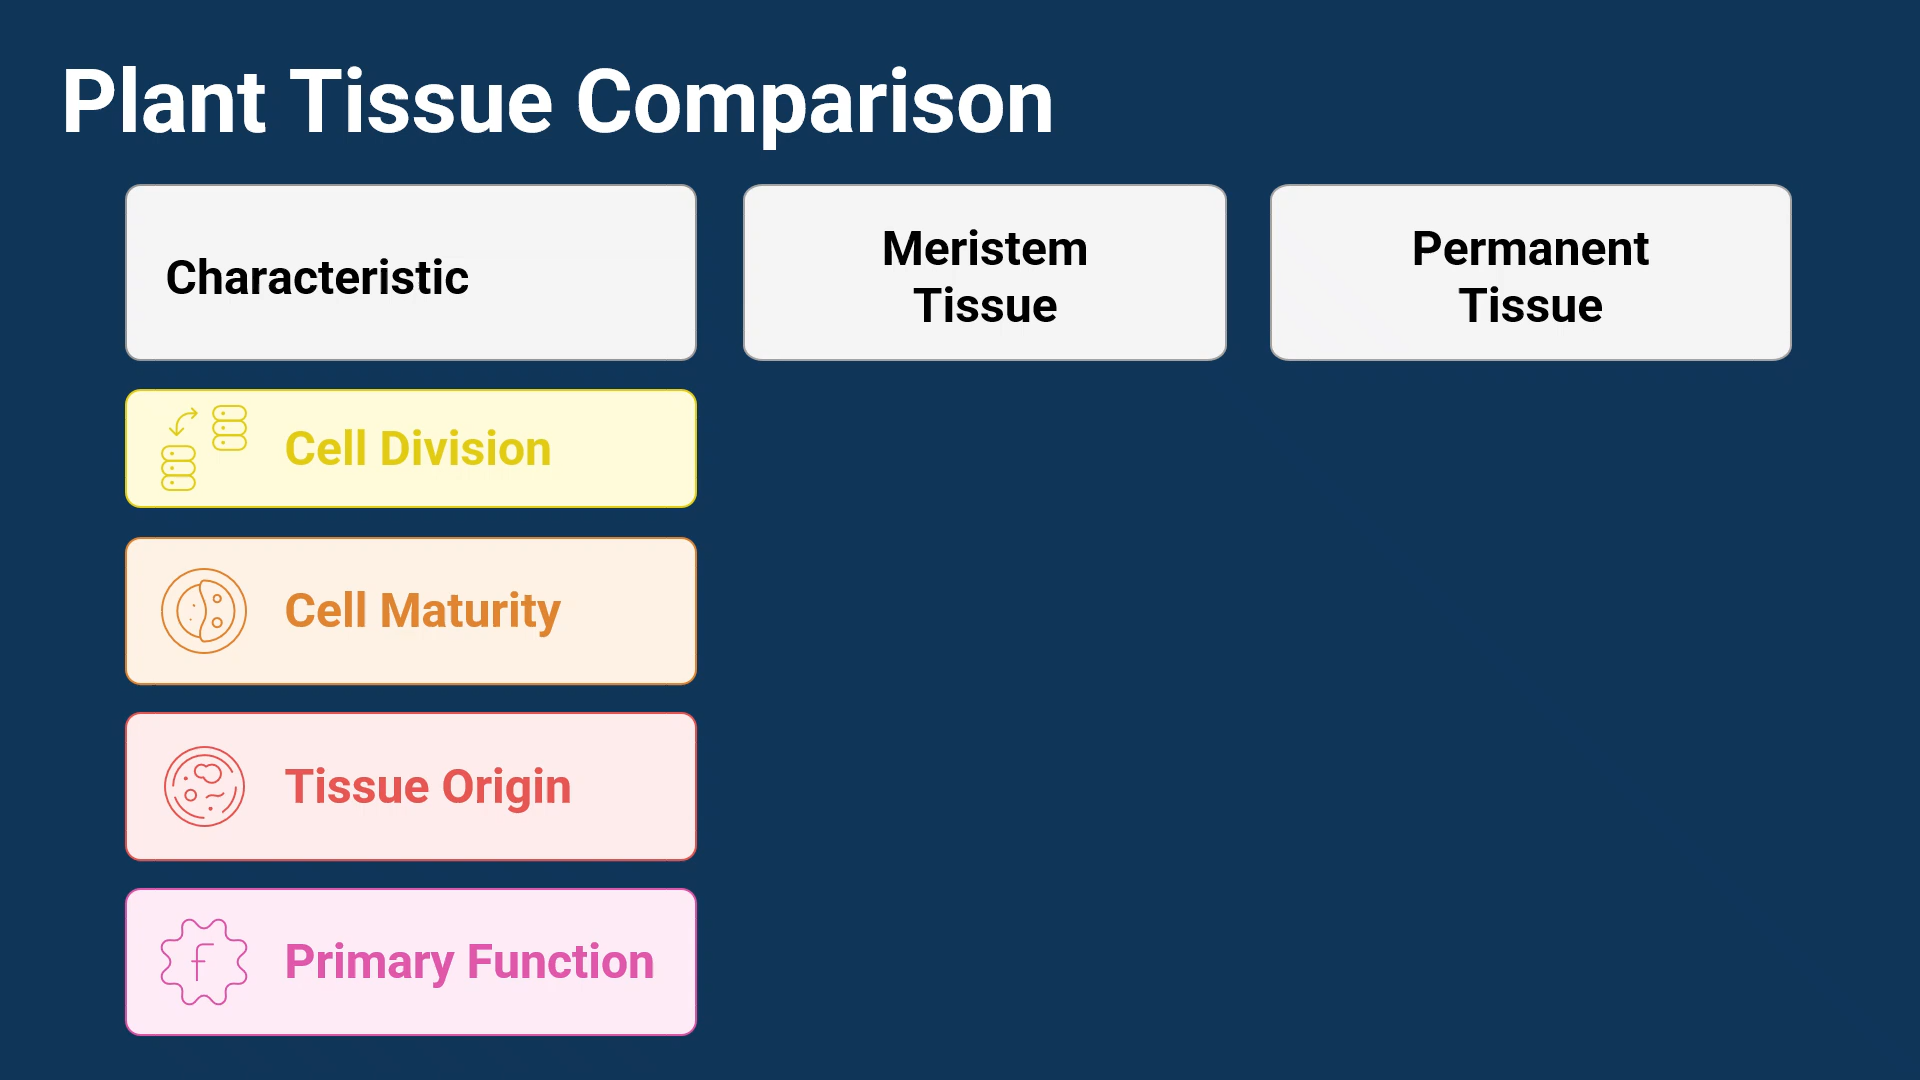 Plant Tissue Comparison
Characteristic
Meristem
Tissue
Permanent
Tissue
Cell Division
Cell Maturity
Tissue Origin
f Primary Function